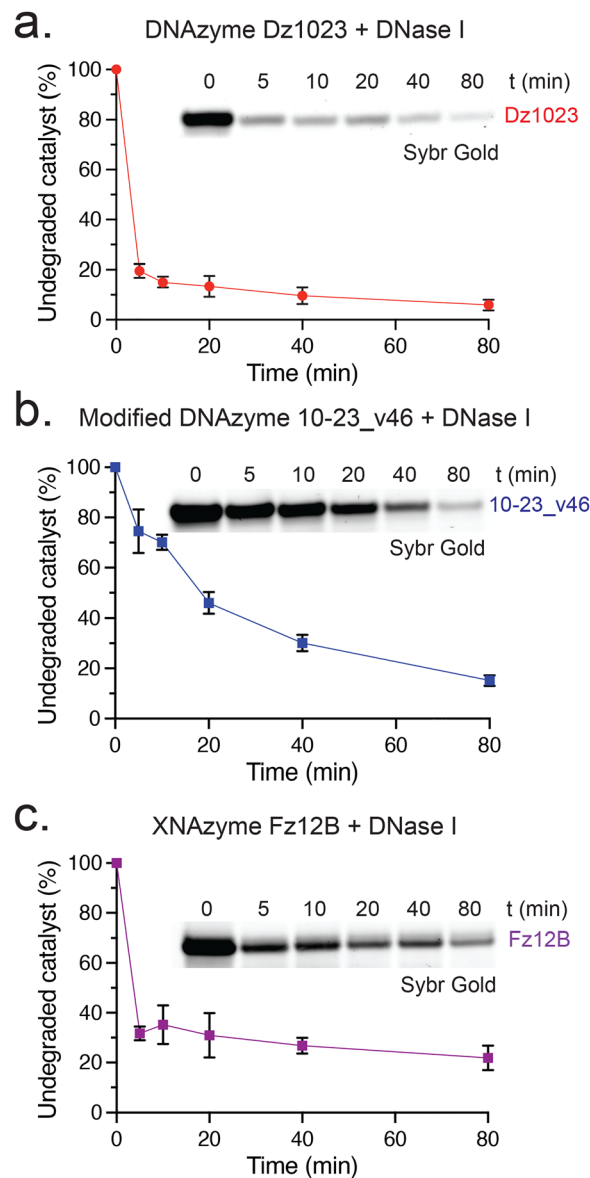 a.
DNAzyme Dz1023 + DNase I
0 5 10 20 40 80 t (min)
Dz1023
Sybr Gold
Undegraded catalyst (%)
100
80
60
40
20
0
0 20 40 60 80
Time (min)
b.
Modified DNAzyme 10-23_v46 + DNase I
0 5 10 20 40 80 t (min)
10-23_v46
Sybr Gold
Undegraded catalyst (%)
100
80
60
40
20
0
0 20 40 60 80
Time (min)
c.
XNAzyme Fz12B + DNase I
0 5 10 20 40 80 t (min)
Fz12B
Sybr Gold
Undegraded catalyst (%)
100
80
60
40
20
0
0 20 40 60 80
Time (min)